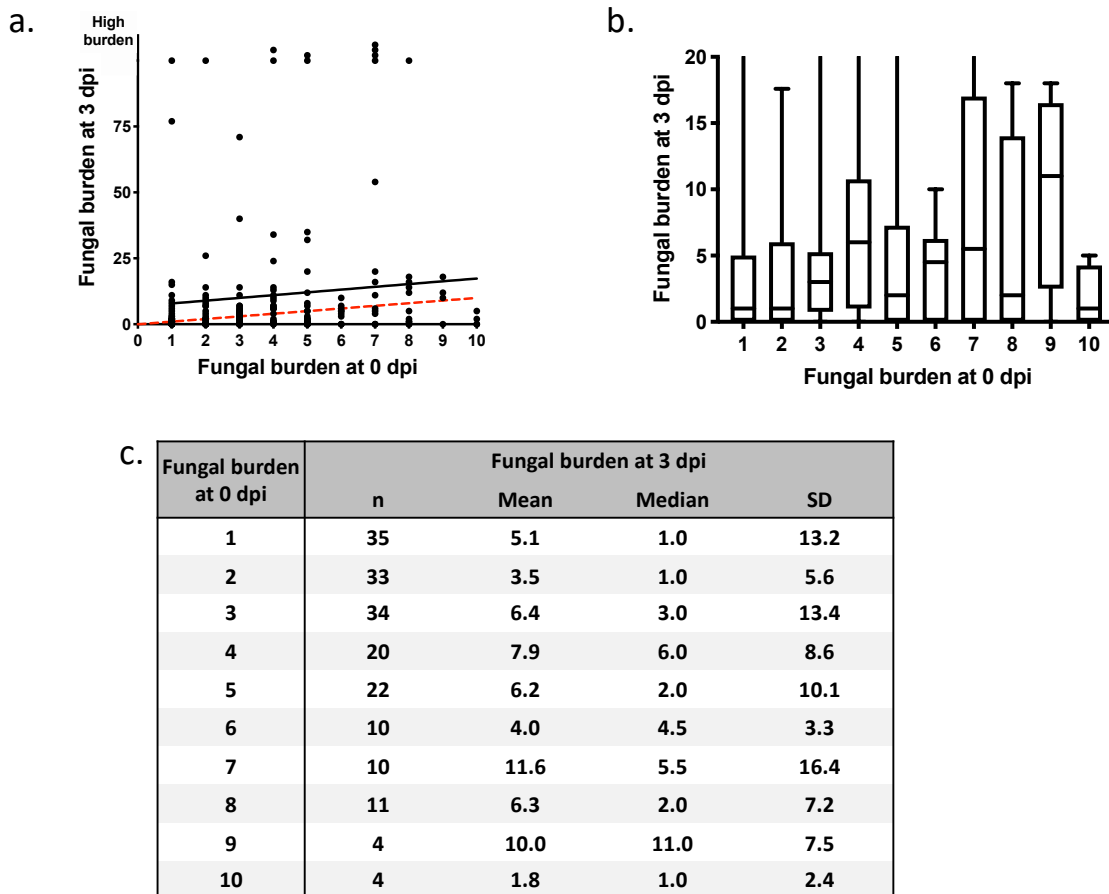 a.
High
burden
Fungal burden at 3 dpi
75
50
25
0
0 1 2 3 4 5 6 7 8 9 10
Fungal burden at 0 dpi
b.
Fungal burden at 3 dpi
20
15
10
5
0
1 2 3 4 5 6 7 8 9 10
Fungal burden at 0 dpi
c.
Fungal burden at 0 dpi
Fungal burden at 3 dpi
n Mean Median SD
1 35 5.1 1.0 13.2
2 33 3.5 1.0 5.6
3 34 6.4 3.0 13.4
4 20 7.9 6.0 8.6
5 22 6.2 2.0 10.1
6 10 4.0 4.5 3.3
7 10 11.6 5.5 16.4
8 11 6.3 2.0 7.2
9 4 10.0 11.0 7.5
10 4 1.8 1.0 2.4